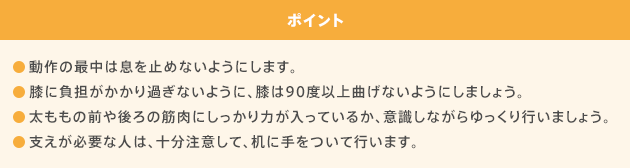 ポイント
● 動作の最中は息を止めないようにします。
● 膝に負担がかかり過ぎないように、膝は90度以上曲げないようにしましょう。
● 太ももの前や後ろの筋肉にしっかり力が入っているか、意識しながらゆっくり行いましょう。
● 支えが必要な人は、十分注意して、机に手をついて行います。